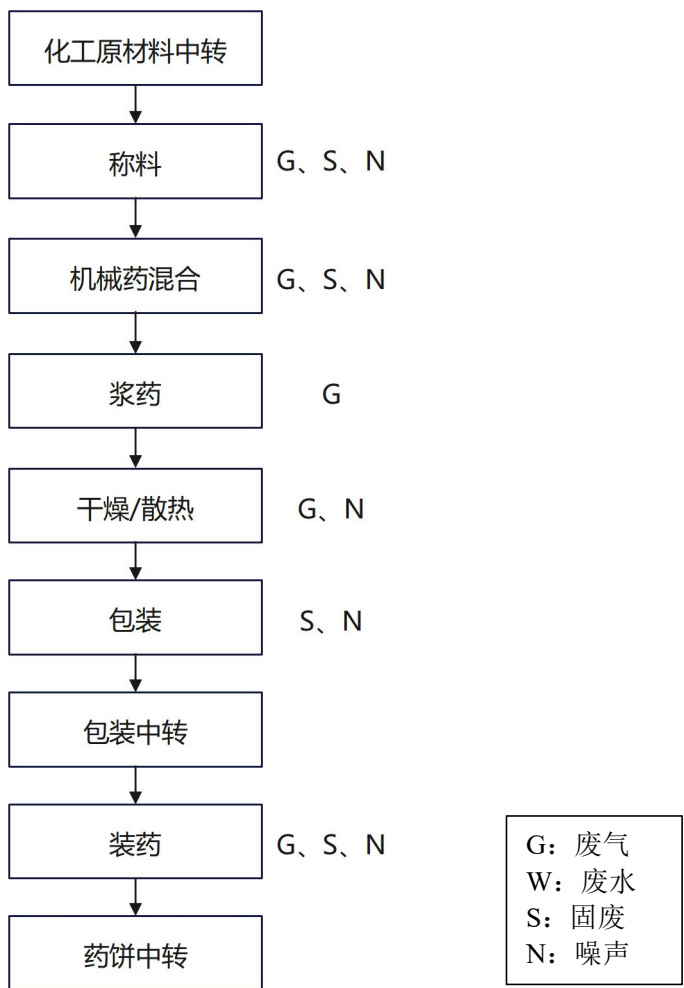 化工原材料中转
称料 G、S、N
机械药混合 G、S、N
浆药 G
干燥/散热 G、N
包装 S、N
包装中转
装药 G、S、N
药饼中转
G：废气
W：废水
S：固废
N：噪声